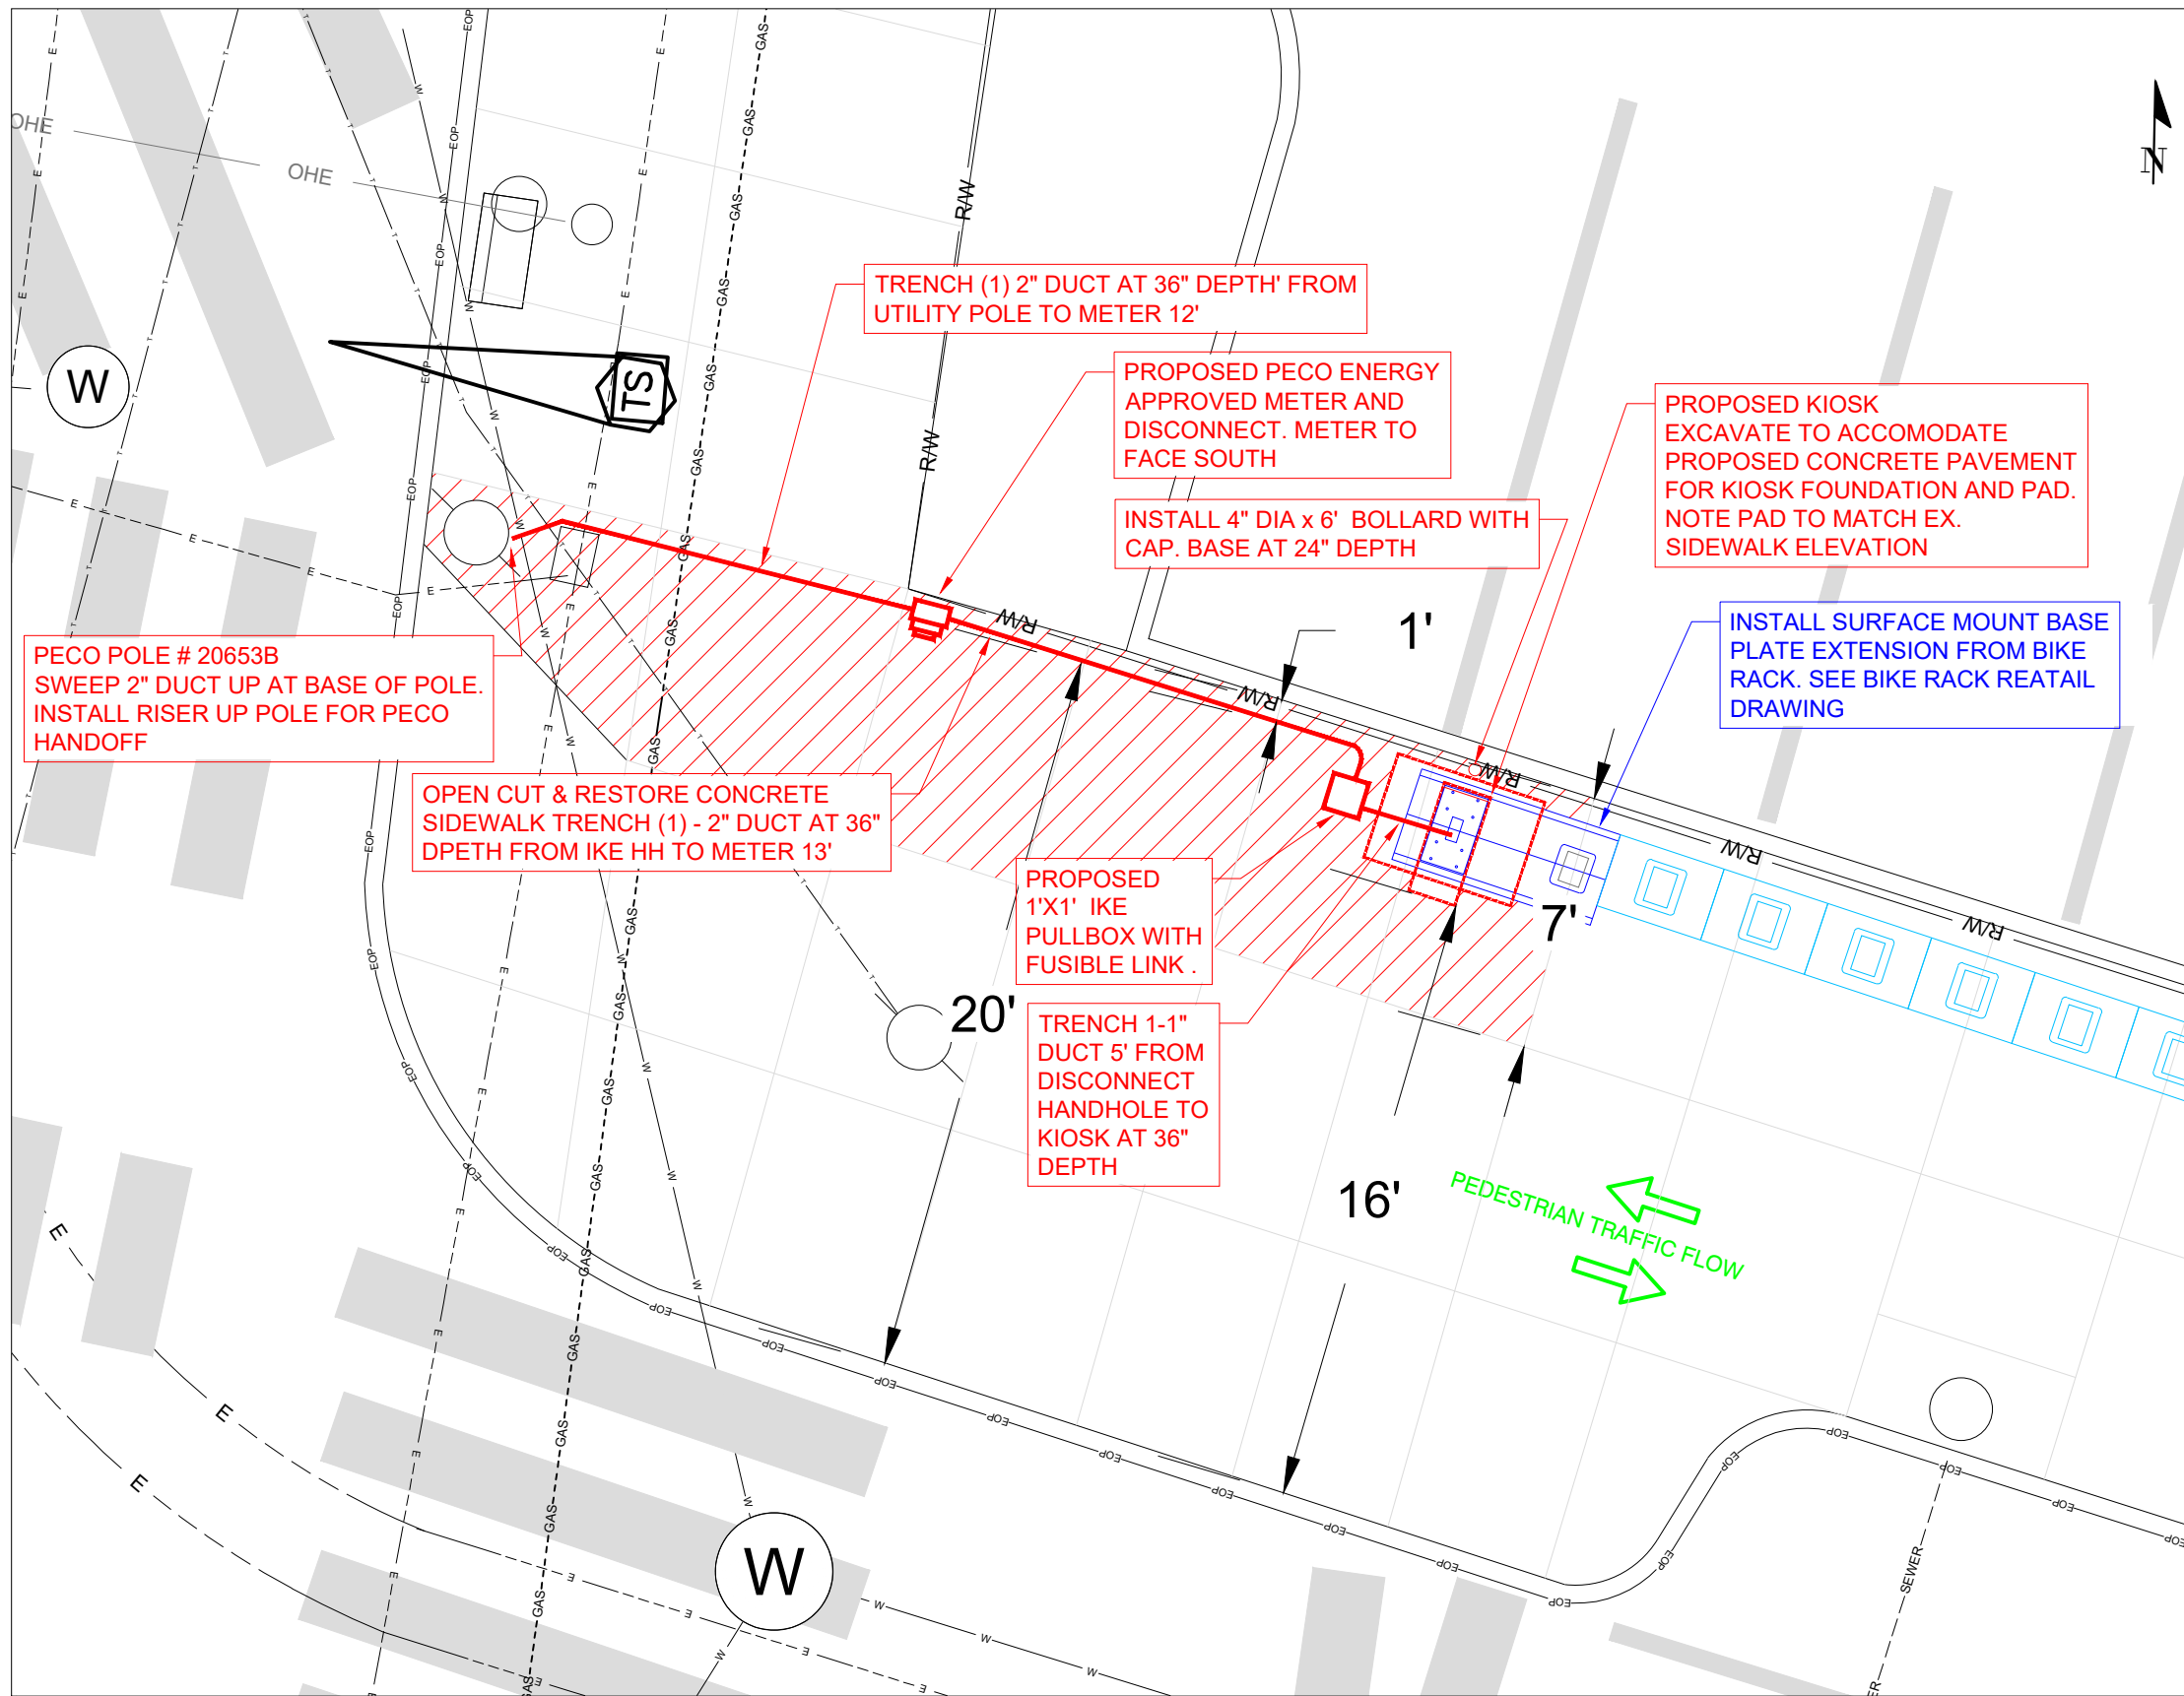 OHE
OHE
N
W
TS
R/W
R/W
TRENCH (1) 2" DUCT AT 36" DEPTH' FROM
UTILITY POLE TO METER 12'
PROPOSED PECO ENERGY
APPROVED METER AND
DISCONNECT. METER TO
FACE SOUTH
INSTALL 4" DIA x 6' BOLLARD WITH
CAP. BASE AT 24" DEPTH
PROPOSED KIOSK
EXCAVATE TO ACCOMODATE
PROPOSED CONCRETE PAVEMENT
FOR KIOSK FOUNDATION AND PAD.
NOTE PAD TO MATCH EX.
SIDEWALK ELEVATION
INSTALL SURFACE MOUNT BASE
PLATE EXTENSION FROM BIKE
RACK. SEE BIKE RACK REATAIL
DRAWING
1'
R/W
R/W
R/W
R/W
R/W
PECO POLE # 20653B
SWEEP 2" DUCT UP AT BASE OF POLE.
INSTALL RISER UP POLE FOR PECO
HANDOFF
OPEN CUT & RESTORE CONCRETE
SIDEWALK TRENCH (1) - 2" DUCT AT 36"
DPETH FROM IKE HH TO METER 13'
PROPOSED
1'X1' IKE
PULLBOX WITH
FUSIBLE LINK .
7'
20'
TRENCH 1-1"
DUCT 5' FROM
DISCONNECT
HANDHOLE TO
KIOSK AT 36"
DEPTH
16'
PEDESTRIAN TRAFFIC FLOW
E
E
E
W
GAS
EOP
SEWER